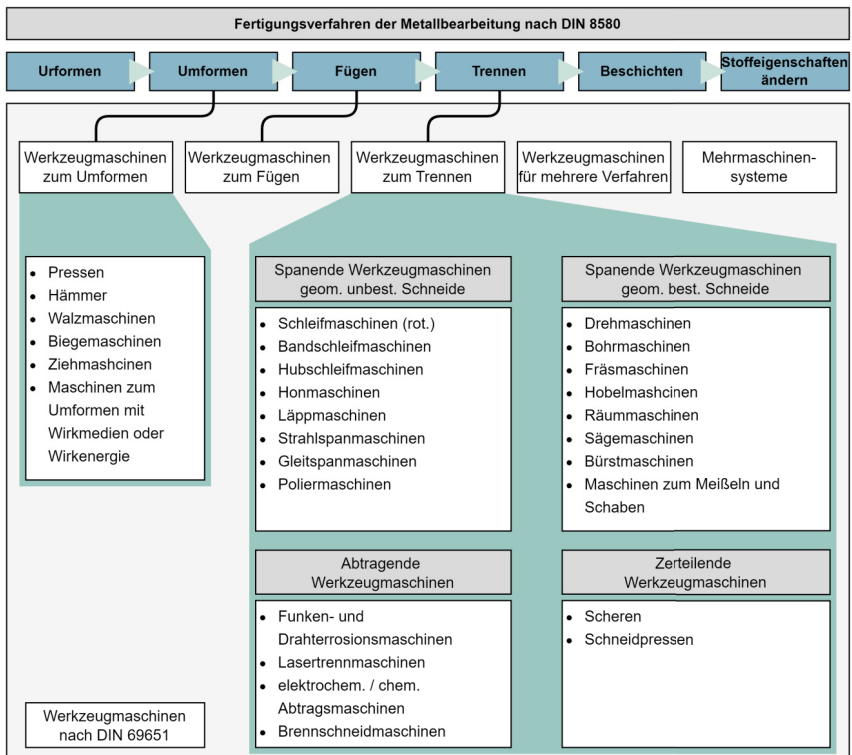 Fertigungsverfahren der Metallbearbeitung nach DIN 8580
Urformen
Umformen
Fügen
Trennen
Beschichten
Stoffeigenschaften
ändern
Werkzeugmaschinen
zum Umformen
Werkzeugmaschinen
zum Fügen
Werkzeugmaschinen
zum Trennen
Werkzeugmaschinen
für mehrere Verfahren
Mehrmaschinen-
systeme
• Pressen
• Hämmer
• Walzmaschinen
• Biegemaschinen
• Ziehmashcinen
• Maschinen zum
Umformen mit
Wirkmedien oder
Wirkenergie
Spanende Werkzeugmaschinen
geom. unbest. Schneide
• Schleifmaschinen (rot.)
• Bandschleifmaschinen
• Hubschleifmaschinen
• Honmaschinen
• Läppmaschinen
• Strahlspanmaschinen
• Gleitspanmaschinen
• Poliermaschinen
Spanende Werkzeugmaschinen
geom. best. Schneide
• Drehmaschinen
• Bohrmaschinen
• Fräsmaschinen
• Hobelmashcinen
• Räummaschinen
• Sägemaschinen
• Bürstmaschinen
• Maschinen zum Meißeln und
Schaben
Abtragende
Werkzeugmaschinen
• Funken- und
Drahterrosionsmaschinen
• Lasertrennmaschinen
• elektrochem. / chem.
Abtragsmaschinen
• Brennschneidmaschinen
Zerteilende
Werkzeugmaschinen
• Scheren
• Schneidpressen
Werkzeugmaschinen
nach DIN 69651